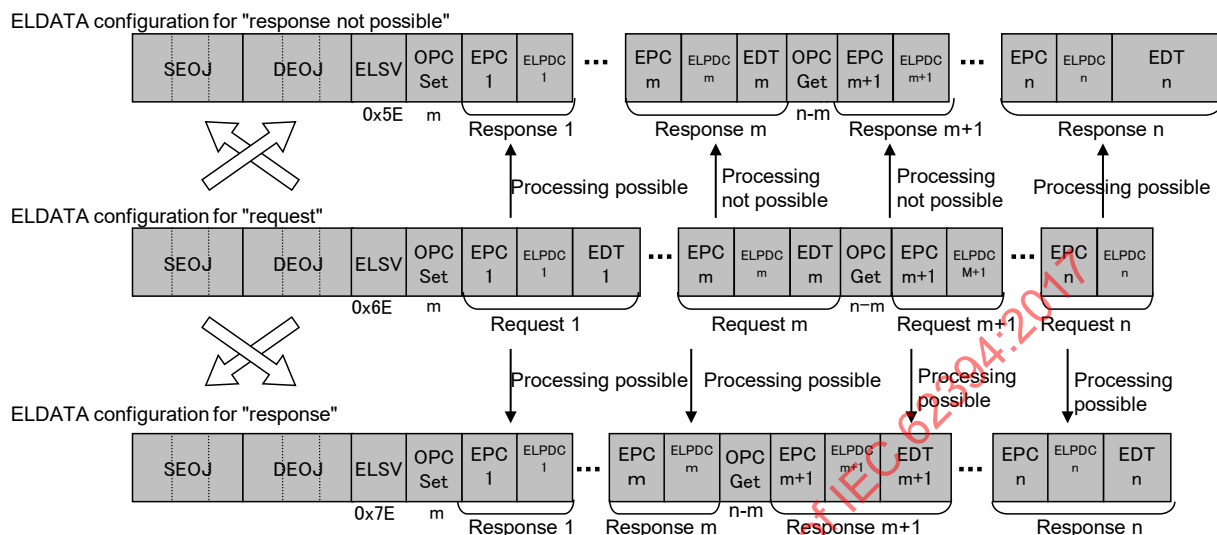 ELDATA configuration for "response not possible"
SEOJ DEOJ ELSV OPC Set EPC 1 ELPDC 1 ... EPC m ELPDC m EDT m OPC Get EPC m+1 ELPDC m+1 ... EPC n ELPDC n EDT n
0x5E m Response 1 Response m n-m Response m+1 Response n
Processing possible
Processing not possible
Processing not possible
Processing possible
ELDATA configuration for "request"
SEOJ DEOJ ELSV OPC Set EPC 1 ELPDC 1 EDT 1 ... EPC m ELPDC m EDT m OPC Get EPC m+1 ELPDC M+1 ... EPC n ELPDC n
0x6E m Request 1 Request m n-m Request m+1 Request n
Processing possible
Processing possible
Processing possible
Processing possible
ELDATA configuration for "response"
SEOJ DEOJ ELSV OPC Set EPC 1 ELPDC 1 ... EPC m ELPDC m OPC Get EPC m+1 ELPDC m+1 EDT m+1 ... EPC n ELPDC n EDT n
0x7E m Response 1 Response m n-m Response m+1 Response n
of IEC 62394:2017